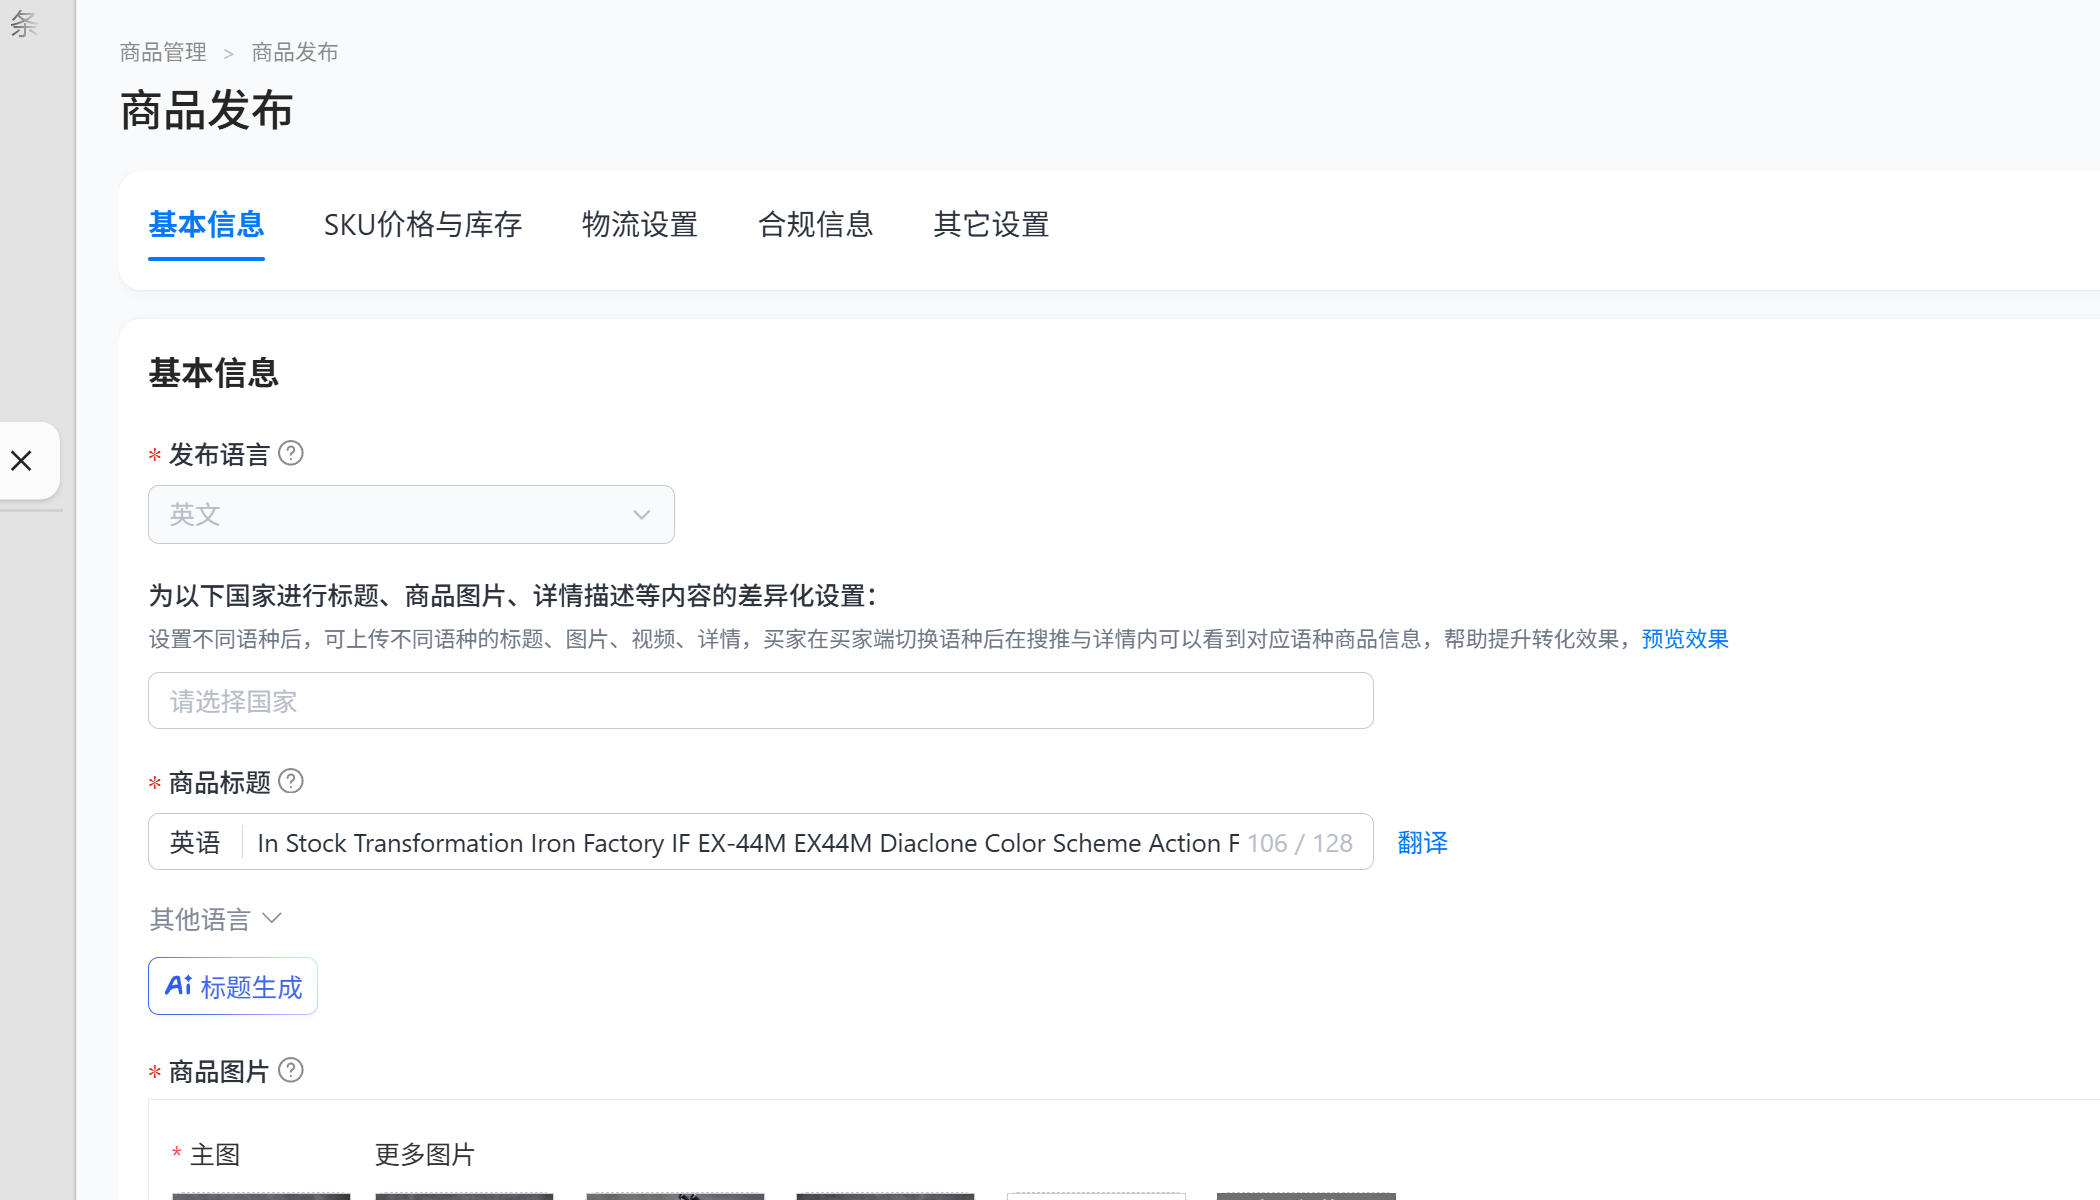 条
商品管理 > 商品发布
商品发布
基本信息 SKU价格与库存 物流设置 合规信息 其它设置
基本信息
* 发布语言 ?
英文
为以下国家进行标题、商品图片、详情描述等内容的差异化设置：
设置不同语种后，可上传不同语种的标题、图片、视频、详情，买家在买家端切换语种后在搜推与详情内可以看到对应语种商品信息，帮助提升转化效果，预览效果
请选择国家
* 商品标题 ?
英语 In Stock Transformation Iron Factory IF EX-44M EX44M Diaclone Color Scheme Action F 106 / 128 翻译
其他语言
Ai 标题生成
* 商品图片 ?
* 主图 更多图片